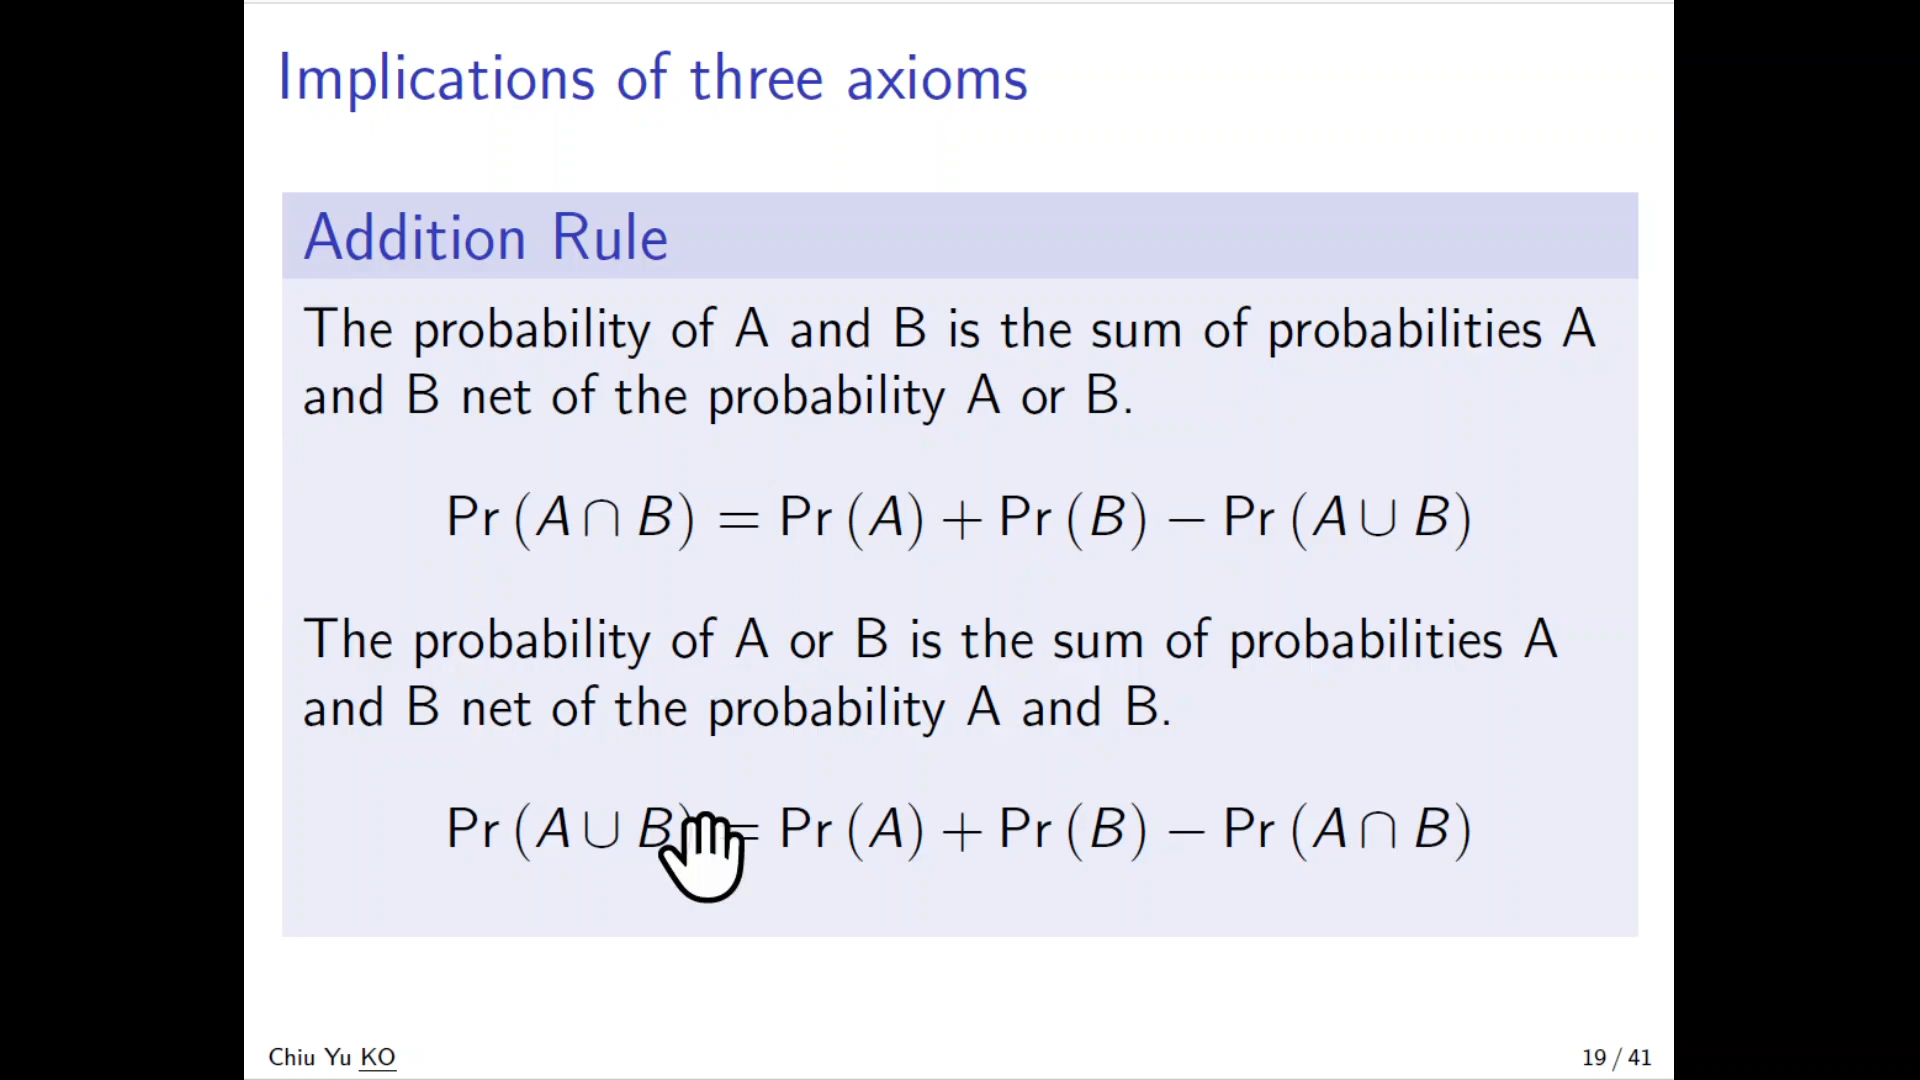 Implications of three axioms
Addition Rule
The probability of A and B is the sum of probabilities A
and B net of the probability A or B.
Pr (A ∩ B) = Pr (A) + Pr (B) − Pr (A ∪ B)
The probability of A or B is the sum of probabilities A
and B net of the probability A and B.
Pr (A ∪ B) = Pr (A) + Pr (B) − Pr (A ∩ B)
Chiu Yu KO
19 / 41